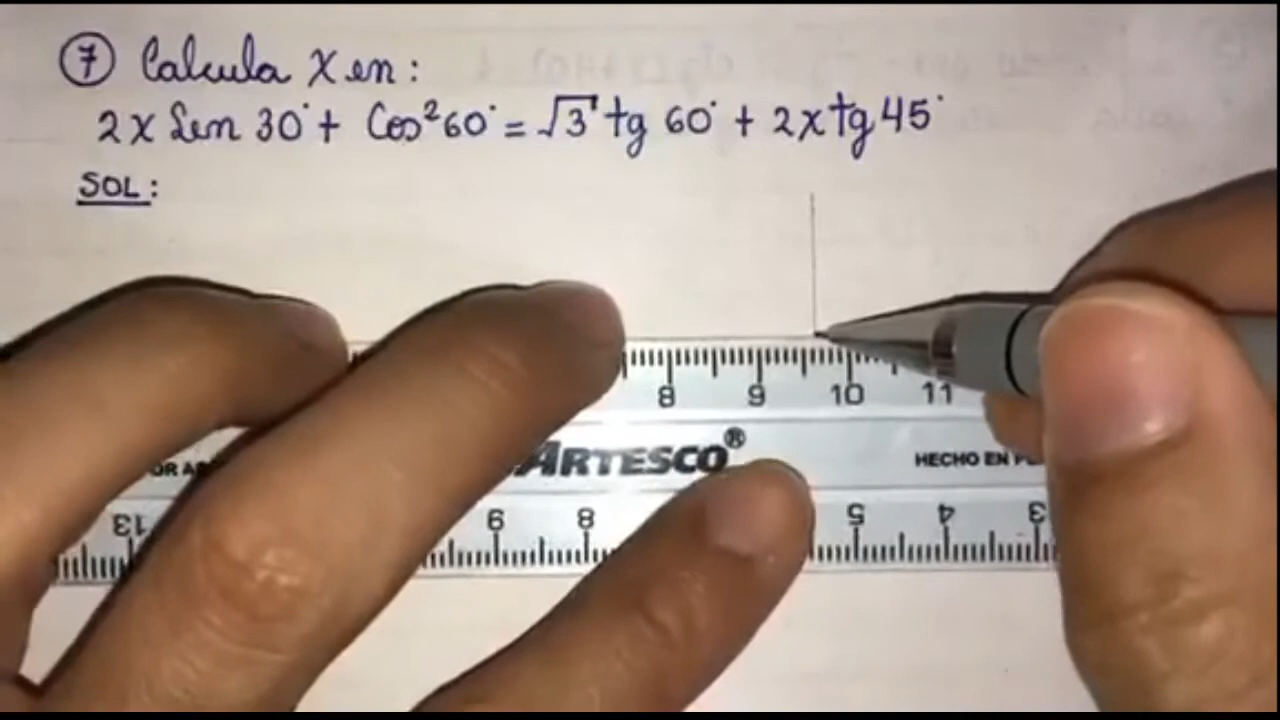 ⑦ Calcula X en:
2x Sen 30° + Cos²60° = √3 tg 60° + 2x tg 45°
SOL:
8 9 10 11
ARTESCO®
HECHO EN
13 9 8 5 4 3